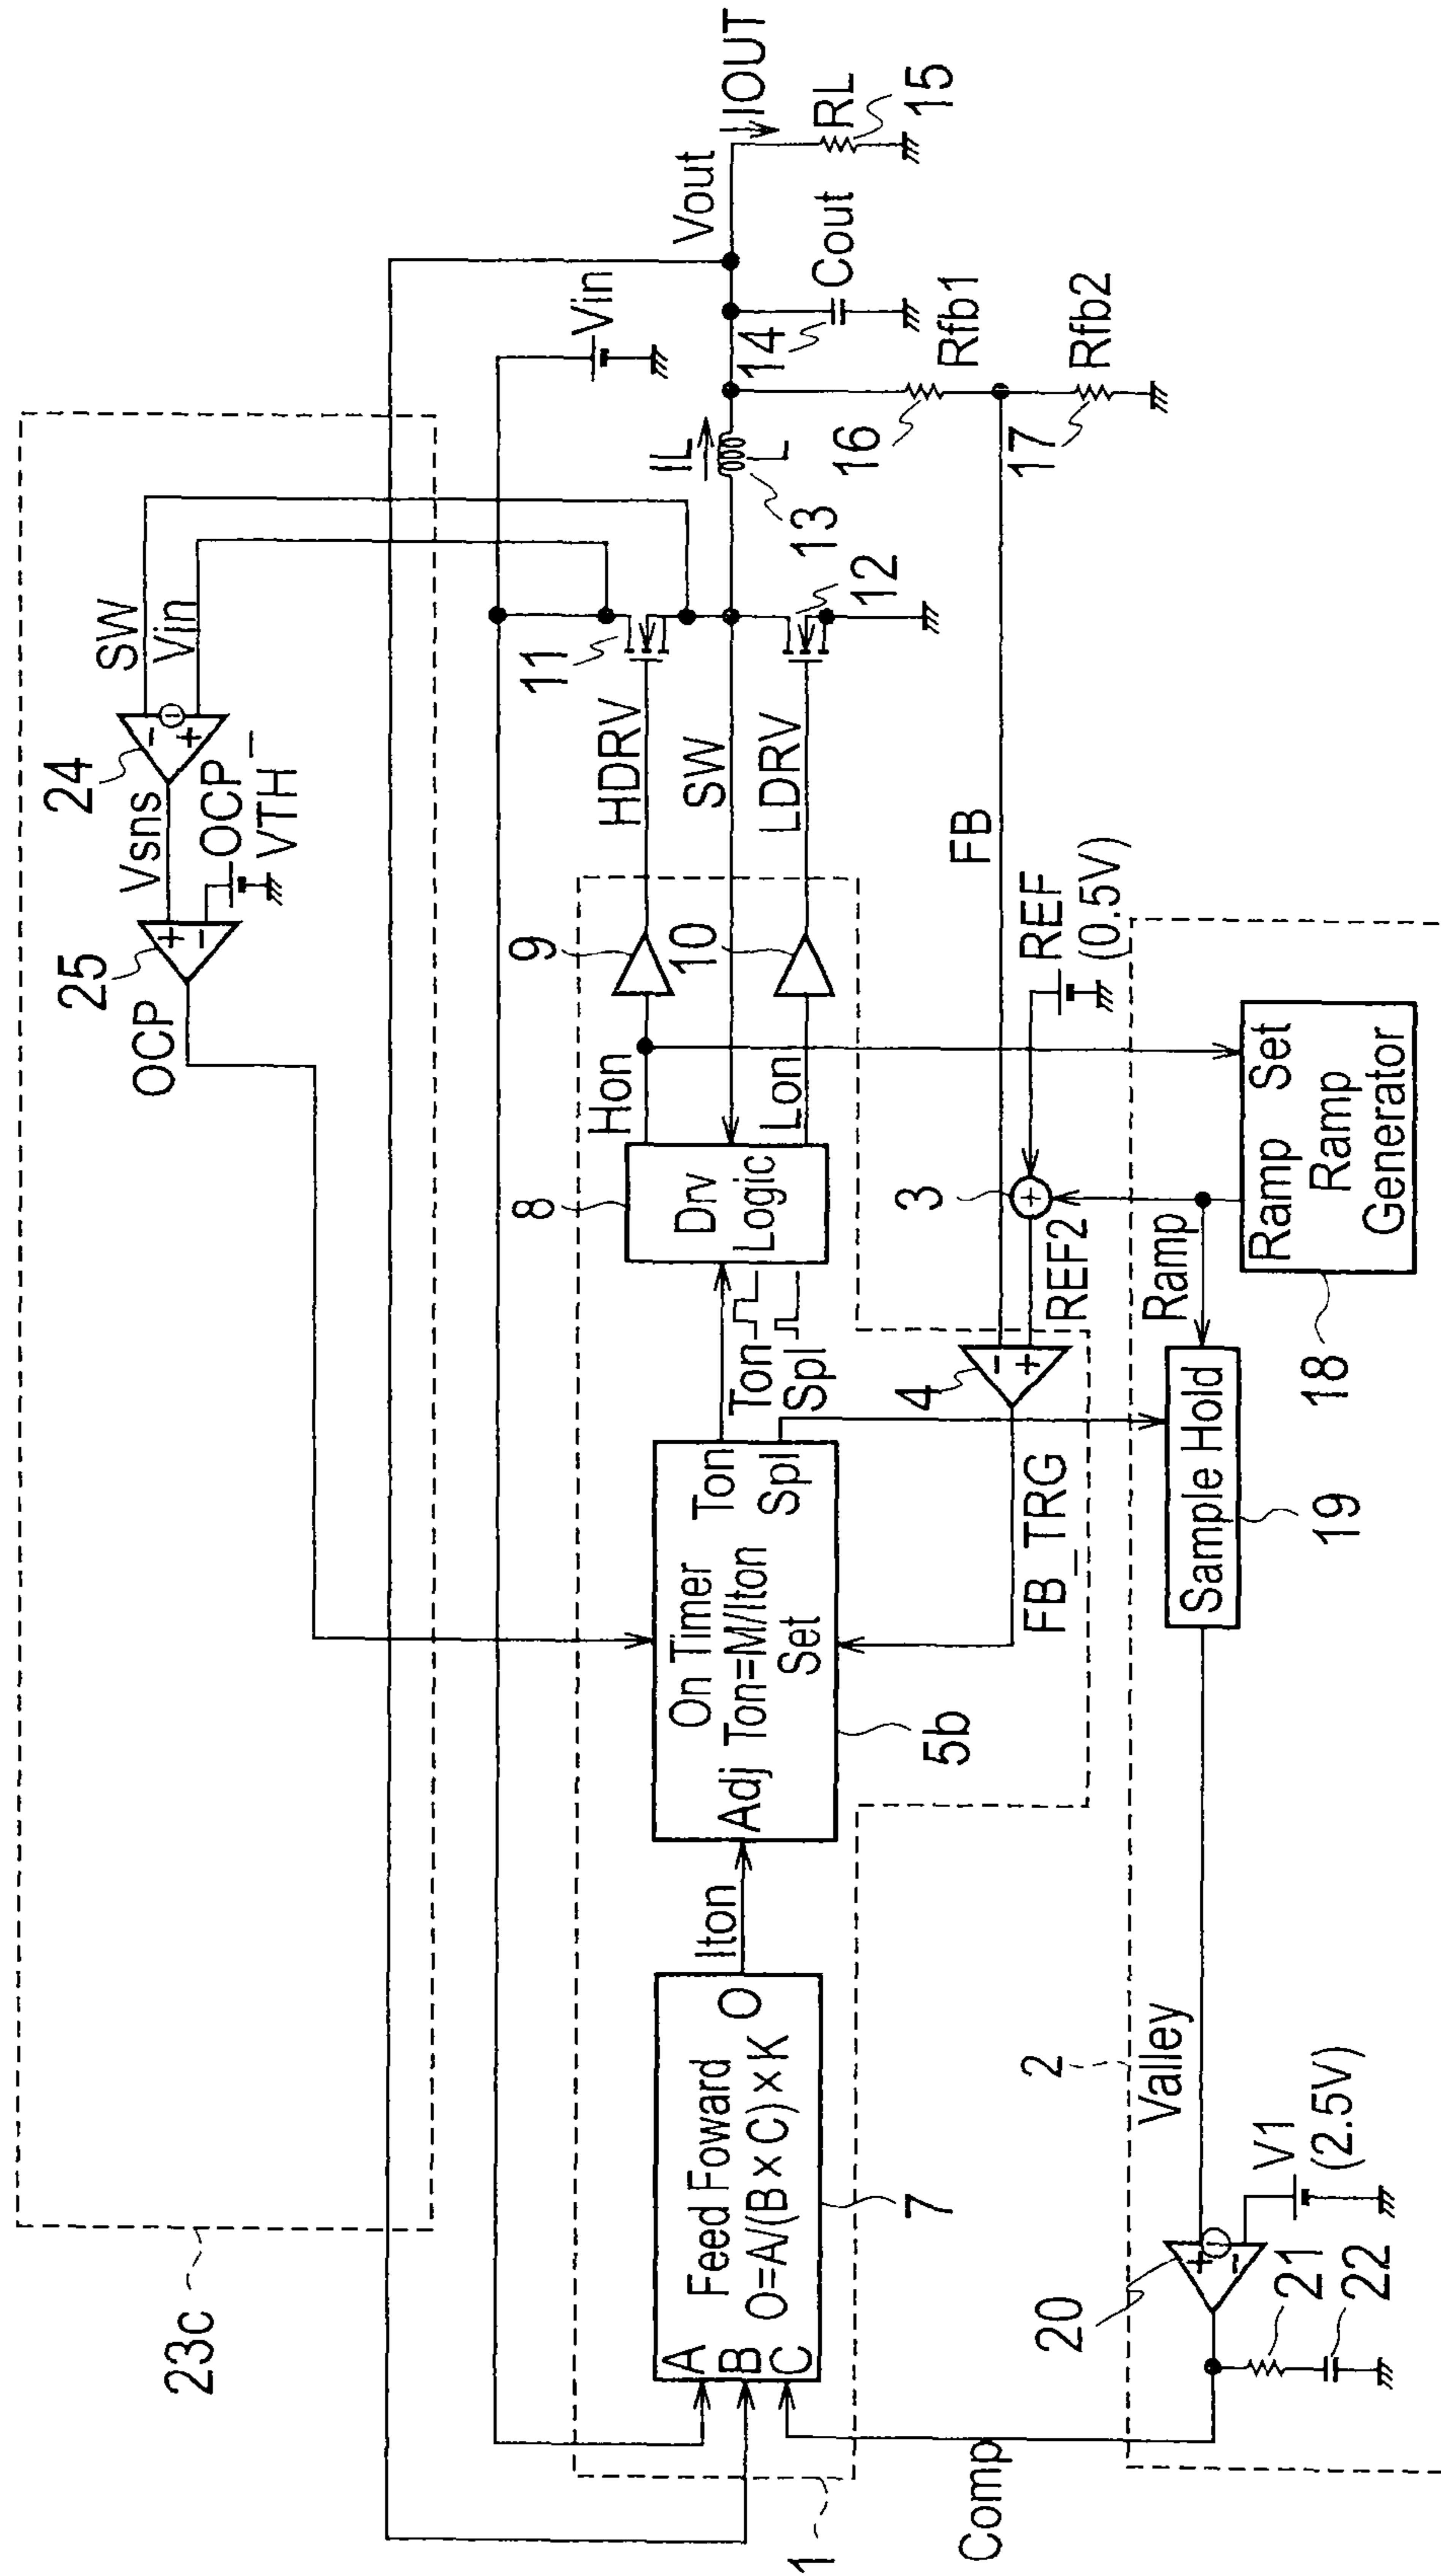 23c
SW
Vin
24
Vsns
OCP_
VTH
25
OCP
Vin
Vout
IOUT
RL
15
Cout
14
IL
L
13
11
12
HDRV
SW
LDRV
9
10
Hon
Lon
8
Drv
Logic
Ton
Spl
On Timer
Ton=M/Iton
Set
Adj
Ton
Spl
5b
Iton
Feed Foward
O=A/(B×C)×K
A
B
C
O
7
1
Rfb1
16
Rfb2
17
FB
REF
(0.5V)
3
REF2
4
FB_TRG
Ramp
Ramp
Set
Ramp
Generator
18
Sample Hold
19
2
Valley
V1
(2.5V)
20
21
22
Comp